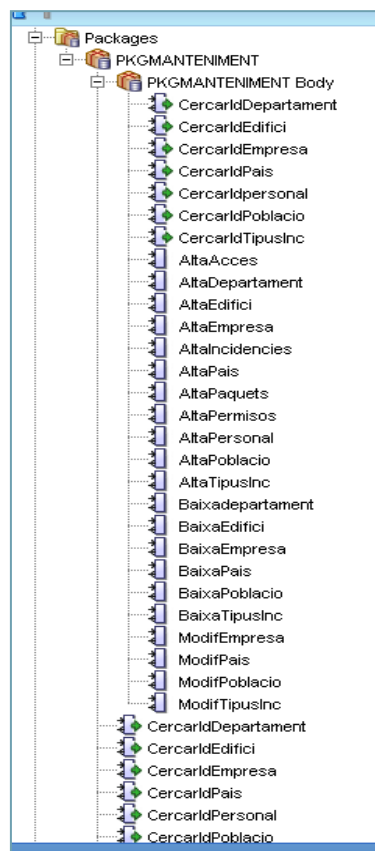 Packages
PKGMANTENIMENT
PKGMANTENIMENT Body
CercarIdDepartament
CercarIdEdifici
CercarIdEmpresa
CercarIdPais
CercarIdpersonal
CercarIdPoblacio
CercarIdTipusInc
AltaAcces
AltaDepartament
AltaEdifici
AltaEmpresa
AltaIncidencies
AltaPais
AltaPaquets
AltaPermisos
AltaPersonal
AltaPoblacio
AltaTipusInc
Baixadepartament
BaixaEdifici
BaixaEmpresa
BaixaPais
BaixaPoblacio
BaixaTipusInc
ModifEmpresa
ModifPais
ModifPoblacio
ModifTipusInc
CercarIdDepartament
CercarIdEdifici
CercarIdEmpresa
CercarIdPais
CercarIdPersonal
CercarIdPoblacio